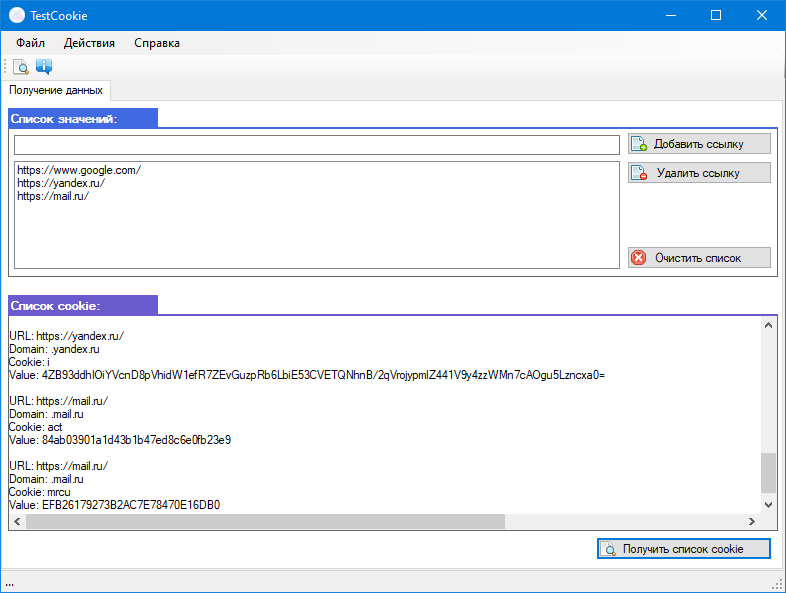 TestCookie
Файл Действия Справка
Получение данных
Список значений:
Добавить ссылку
https://www.google.com/
https://yandex.ru/
https://mail.ru/
Удалить ссылку
Очистить список
Список cookie:
URL: https://yandex.ru/
Domain: .yandex.ru
Cookie: i
Value: 4ZB93ddhIOiYVcnD8pVhidW1efR7ZEvGuzpRb6LbiE53CVETQNhnB/2qVrojypmlZ441V9y4zzWMn7cAOgu5Lzncxa0=
URL: https://mail.ru/
Domain: .mail.ru
Cookie: act
Value: 84ab03901a1d43b1b47ed8c6e0fb23e9
URL: https://mail.ru/
Domain: .mail.ru
Cookie: mrcu
Value: EFB26179273B2AC7E78470E16DB0
Получить список cookie
...